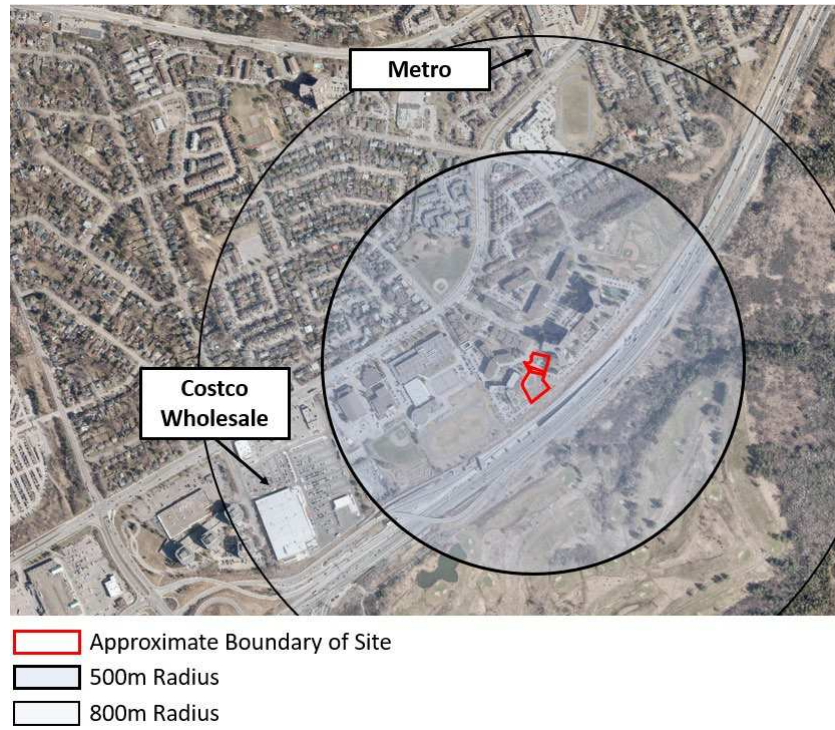 Metro
Costco
Wholesale
Approximate Boundary of Site
500m Radius
800m Radius